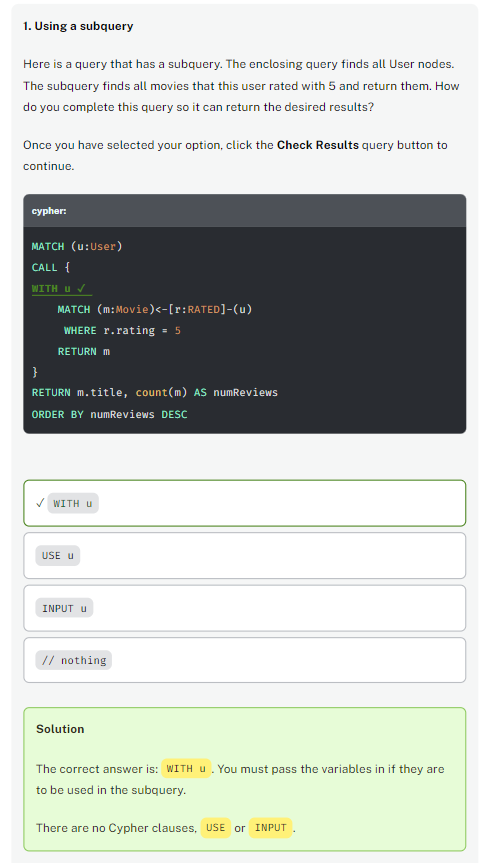 1. Using a subquery
Here is a query that has a subquery. The enclosing query finds all User nodes.
The subquery finds all movies that this user rated with 5 and return them. How
do you complete this query so it can return the desired results?
Once you have selected your option, click the Check Results query button to
continue.
cypher:
MATCH (u:User)
CALL {
WITH u ✓
MATCH (m:Movie)<-[r:RATED]-(u)
WHERE r.rating = 5
RETURN m
}
RETURN m.title, count(m) AS numReviews
ORDER BY numReviews DESC
✓ WITH u
USE u
INPUT u
// nothing
Solution
The correct answer is: WITH u . You must pass the variables in if they are
to be used in the subquery.
There are no Cypher clauses, USE or INPUT .